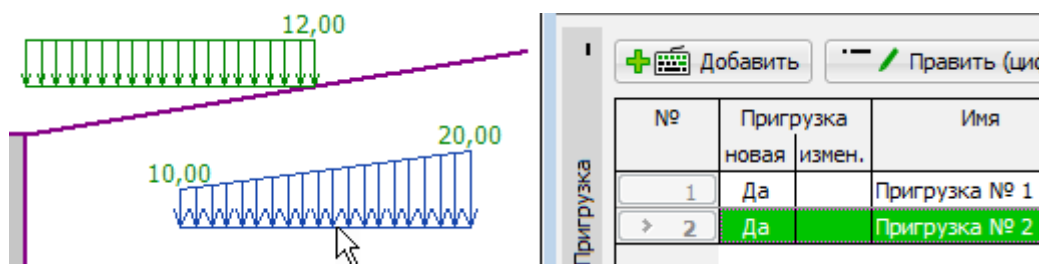 12,00
10,00
20,00
Пригрузка
Добавить
Править (циф
№
Пригрузка
Имя
новая
измен.
1
Да
Пригрузка № 1
2
Да
Пригрузка № 2